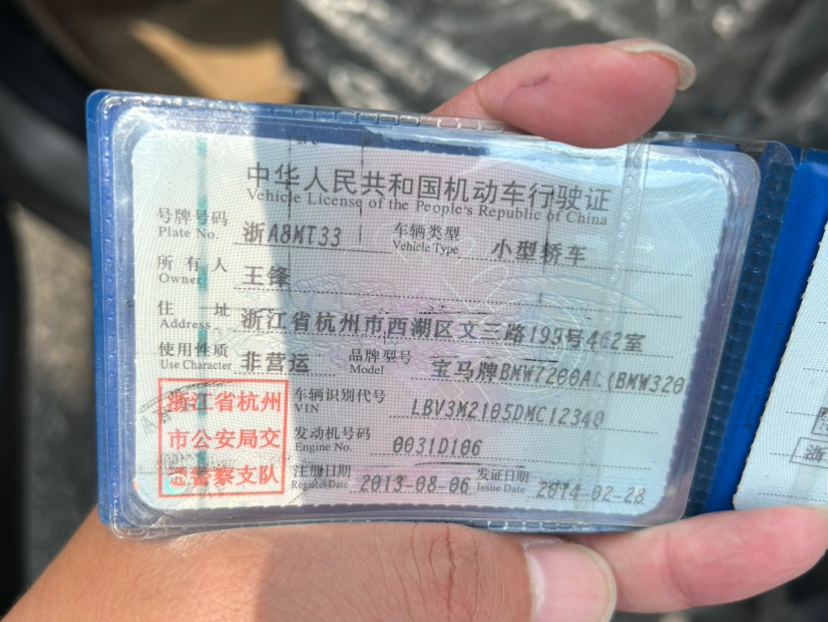 中华人民共和国机动车行驶证
Vehicle License of the People's Republic of China
号牌号码 浙A8MT33 车辆类型 小型轿车
Plate No. Vehicle Type
所有人 王锋
Owner
住址 浙江省杭州市西湖区文三路199号462室
Address
使用性质 非营运 品牌型号 宝马牌BMW7200AL(BMW320
Use Character Model
浙江省杭州
市公安局交
通警察支队
车辆识别代号 LBV3M2105DMC12340
VIN
发动机号码 0031D106
Engine No.
注册日期 2013-08-06 发证日期 2014-02-28
Register Date Issue Date
浙